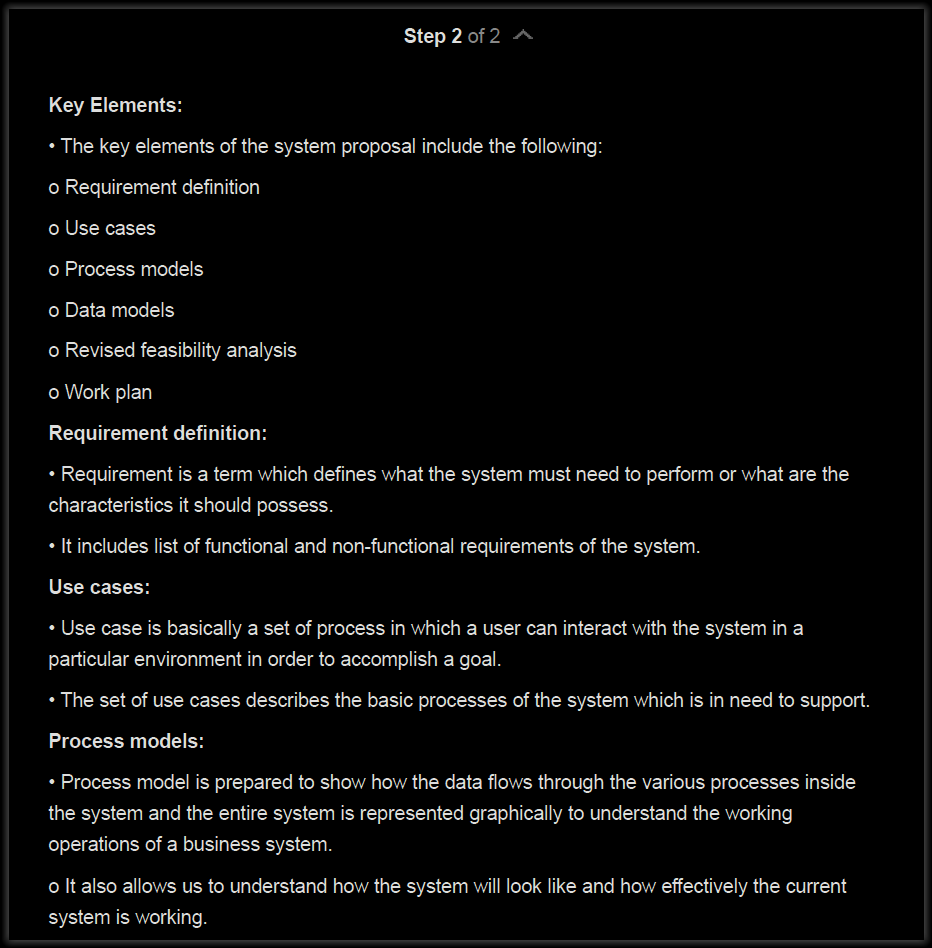 Step 2 of 2
Key Elements:
• The key elements of the system proposal include the following:
o Requirement definition
o Use cases
o Process models
o Data models
o Revised feasibility analysis
o Work plan
Requirement definition:
• Requirement is a term which defines what the system must need to perform or what are the
characteristics it should possess.
• It includes list of functional and non-functional requirements of the system.
Use cases:
• Use case is basically a set of process in which a user can interact with the system in a
particular environment in order to accomplish a goal.
• The set of use cases describes the basic processes of the system which is in need to support.
Process models:
• Process model is prepared to show how the data flows through the various processes inside
the system and the entire system is represented graphically to understand the working
operations of a business system.
o It also allows us to understand how the system will look like and how effectively the current
system is working.